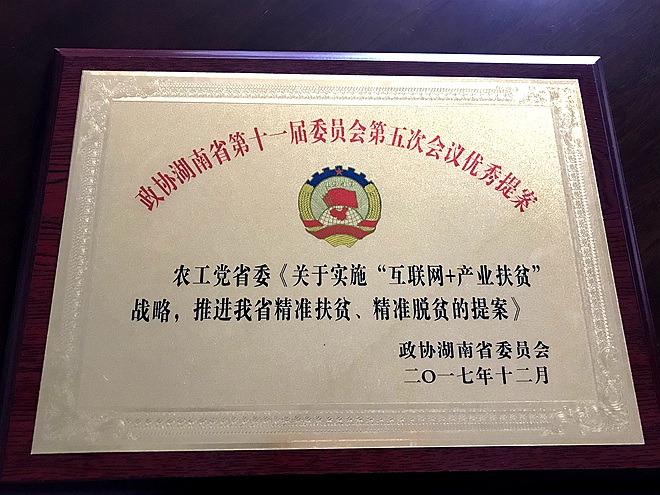 政协湖南省第十一届委员会第五次会议优秀提案
农工党省委《关于实施“互联网+产业扶贫”
战略，推进我省精准扶贫、精准脱贫的提案》
政协湖南省委员会
二〇一七年十二月